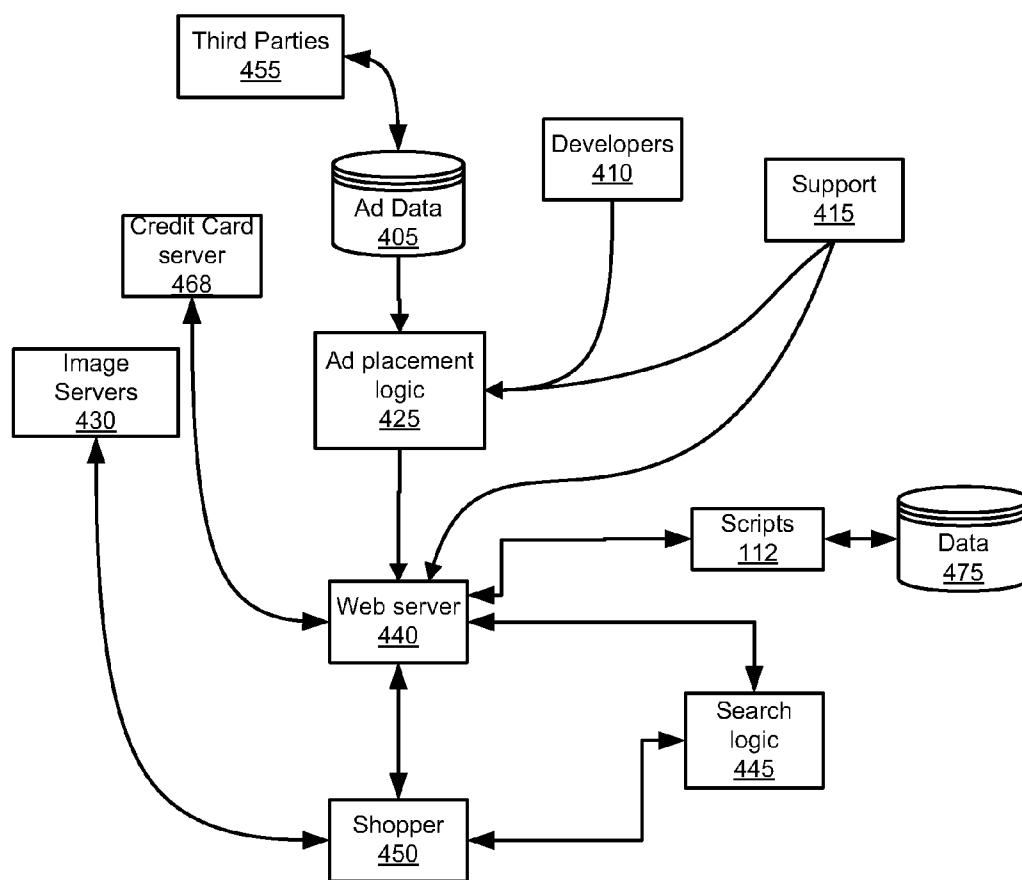 Third Parties
455
Developers
410
Support
415
Ad Data
405
Credit Card
server
468
Ad placement
logic
425
Image
Servers
430
Scripts
112
Data
475
Web server
440
Search
logic
445
Shopper
450